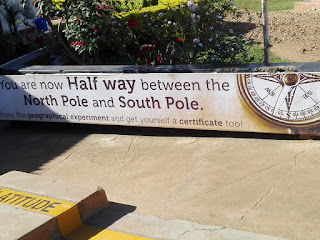 You are now Half way between the
North Pole and South Pole.
the geographical experiment and get yourself a certificate too!
LATITUDE